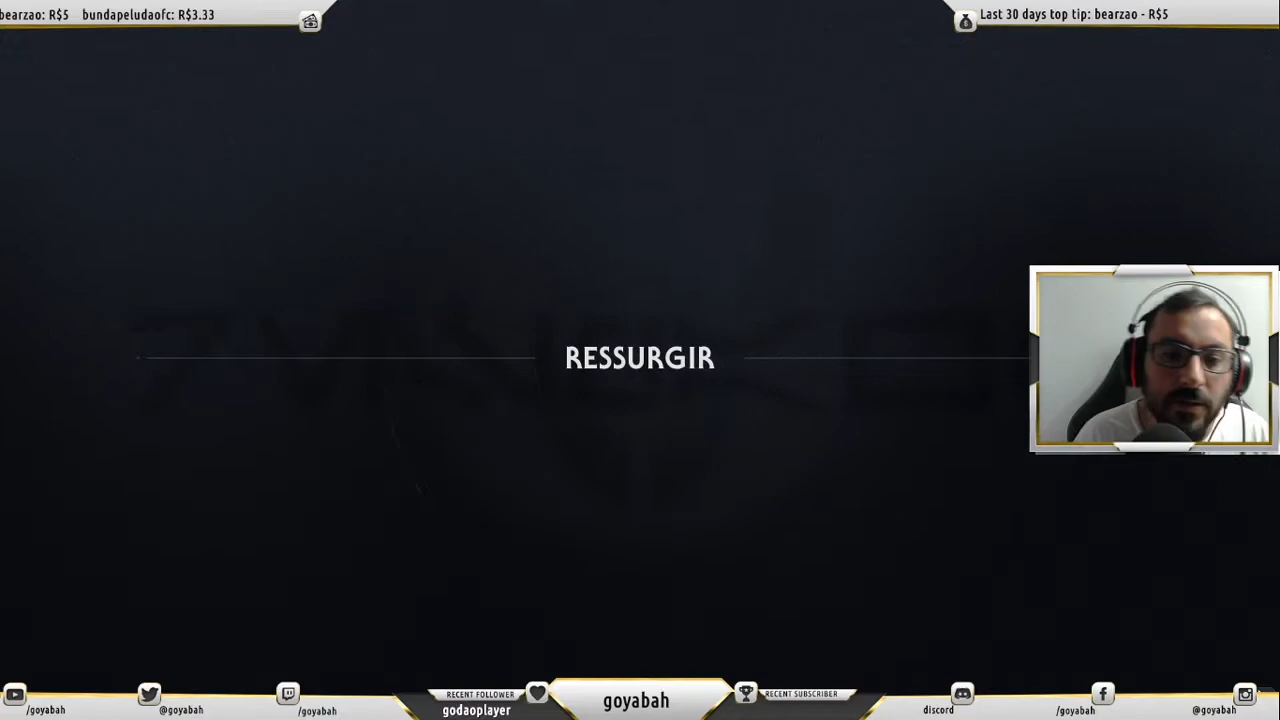 bearzao: R$5 bundapeludaofc: R$3.33
Last 30 days top tip: bearzao - R$5
RESSURGIR
/goyabah
@goyabah
/goyabah
RECENT FOLLOWER
godaoplayer
goyabah
RECENT SUBSCRIBER
discord
/goyabah
@goyabah